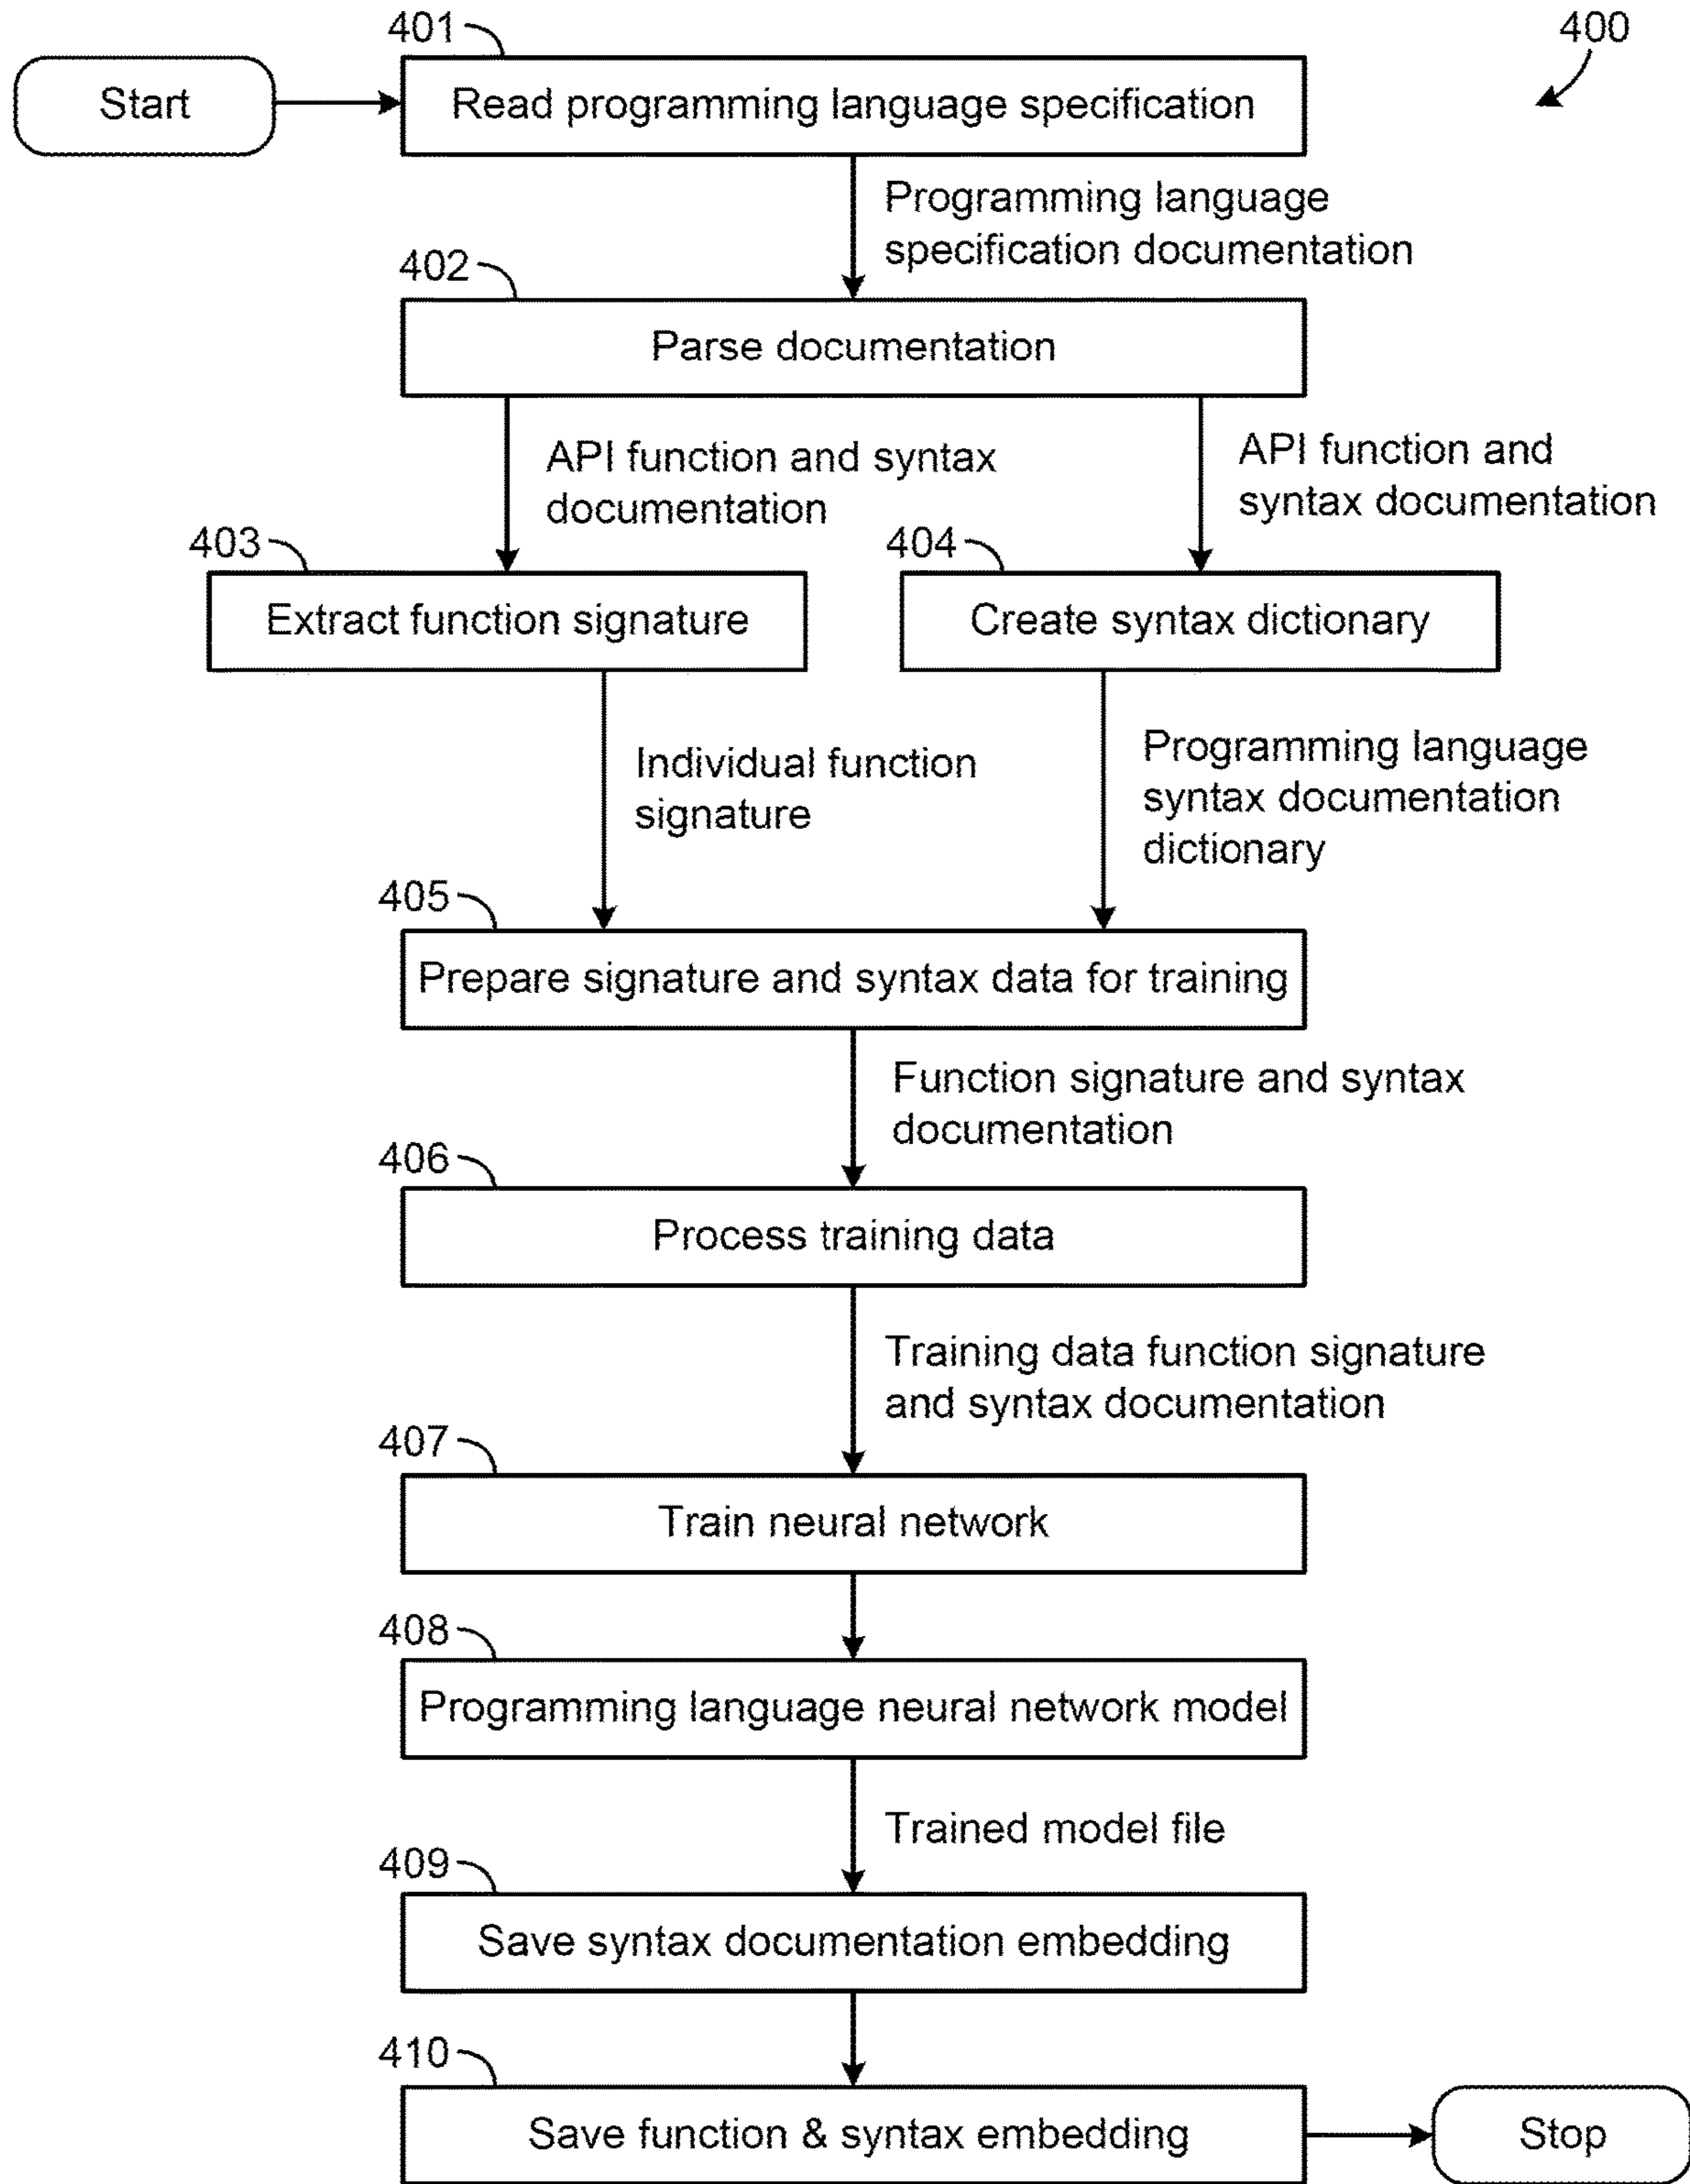 401
400
Start
Read programming language specification
Programming language
specification documentation
402
Parse documentation
API function and syntax
documentation
API function and
syntax documentation
403
404
Extract function signature
Create syntax dictionary
Individual function
signature
Programming language
syntax documentation
dictionary
405
Prepare signature and syntax data for training
Function signature and syntax
documentation
406
Process training data
Training data function signature
and syntax documentation
407
Train neural network
408
Programming language neural network model
Trained model file
409
Save syntax documentation embedding
410
Save function & syntax embedding
Stop